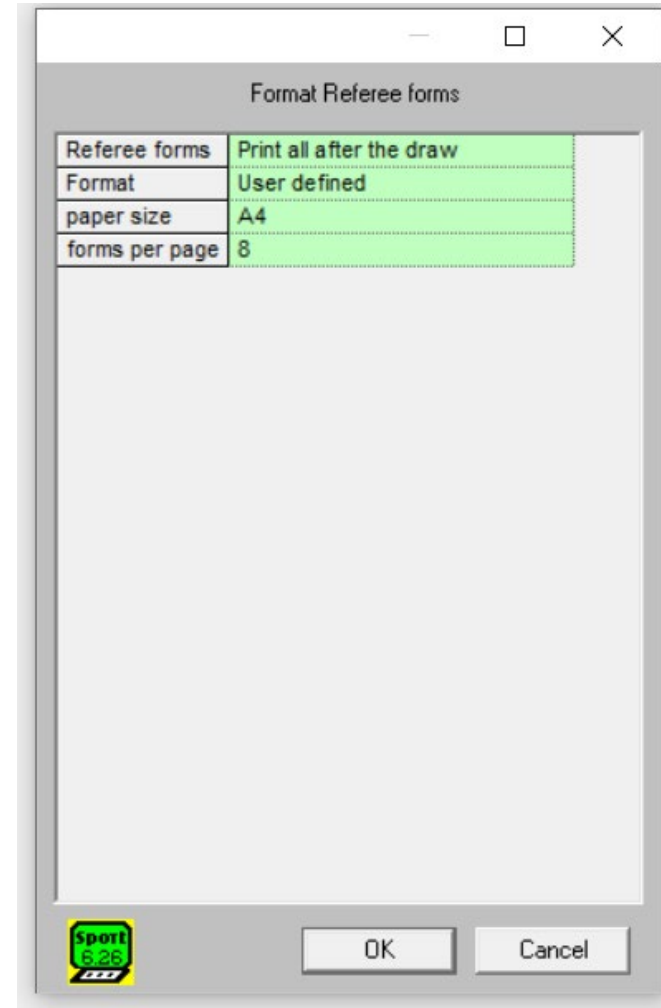 Format Referee forms
Referee forms Print all after the draw
Format User defined
paper size A4
forms per page 8
Sport
6.26
OK Cancel